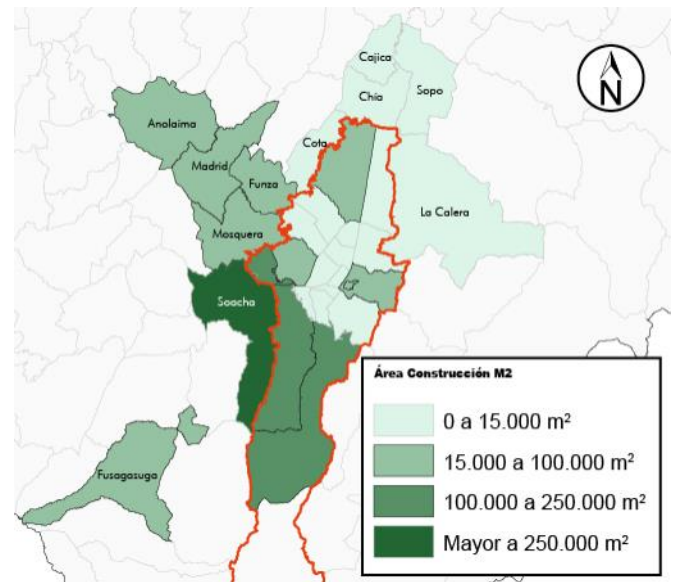 Cajica
Sopo
Chia
N
Anolaima
Cota
Madrid
Funza
La Calera
Mosquera
Soacha
Fusagasuga
Área Construcción M2
0 a 15.000 m²
15.000 a 100.000 m²
100.000 a 250.000 m²
Mayor a 250.000 m²